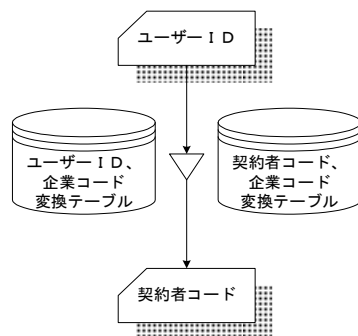 ユーザーＩＤ
ユーザーＩＤ、
企業コード
変換テーブル
契約者コード、
企業コード
変換テーブル
契約者コード